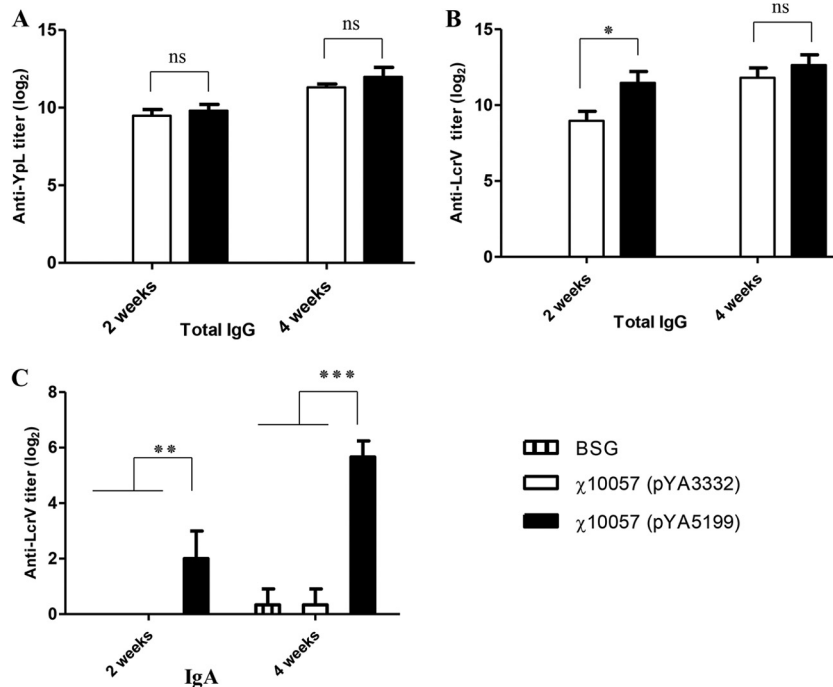 A
15
10
5
0
Anti-YpL titer (log2)
ns
ns
2 weeks
4 weeks
Total IgG
B
15
10
5
0
Anti-LcrV titer (log2)
*
ns
2 weeks
4 weeks
Total IgG
C
8
6
4
2
0
Anti-LcrV titer (log2)
**
***
2 weeks
4 weeks
IgA
BSG
χ10057 (pYA3332)
χ10057 (pYA5199)